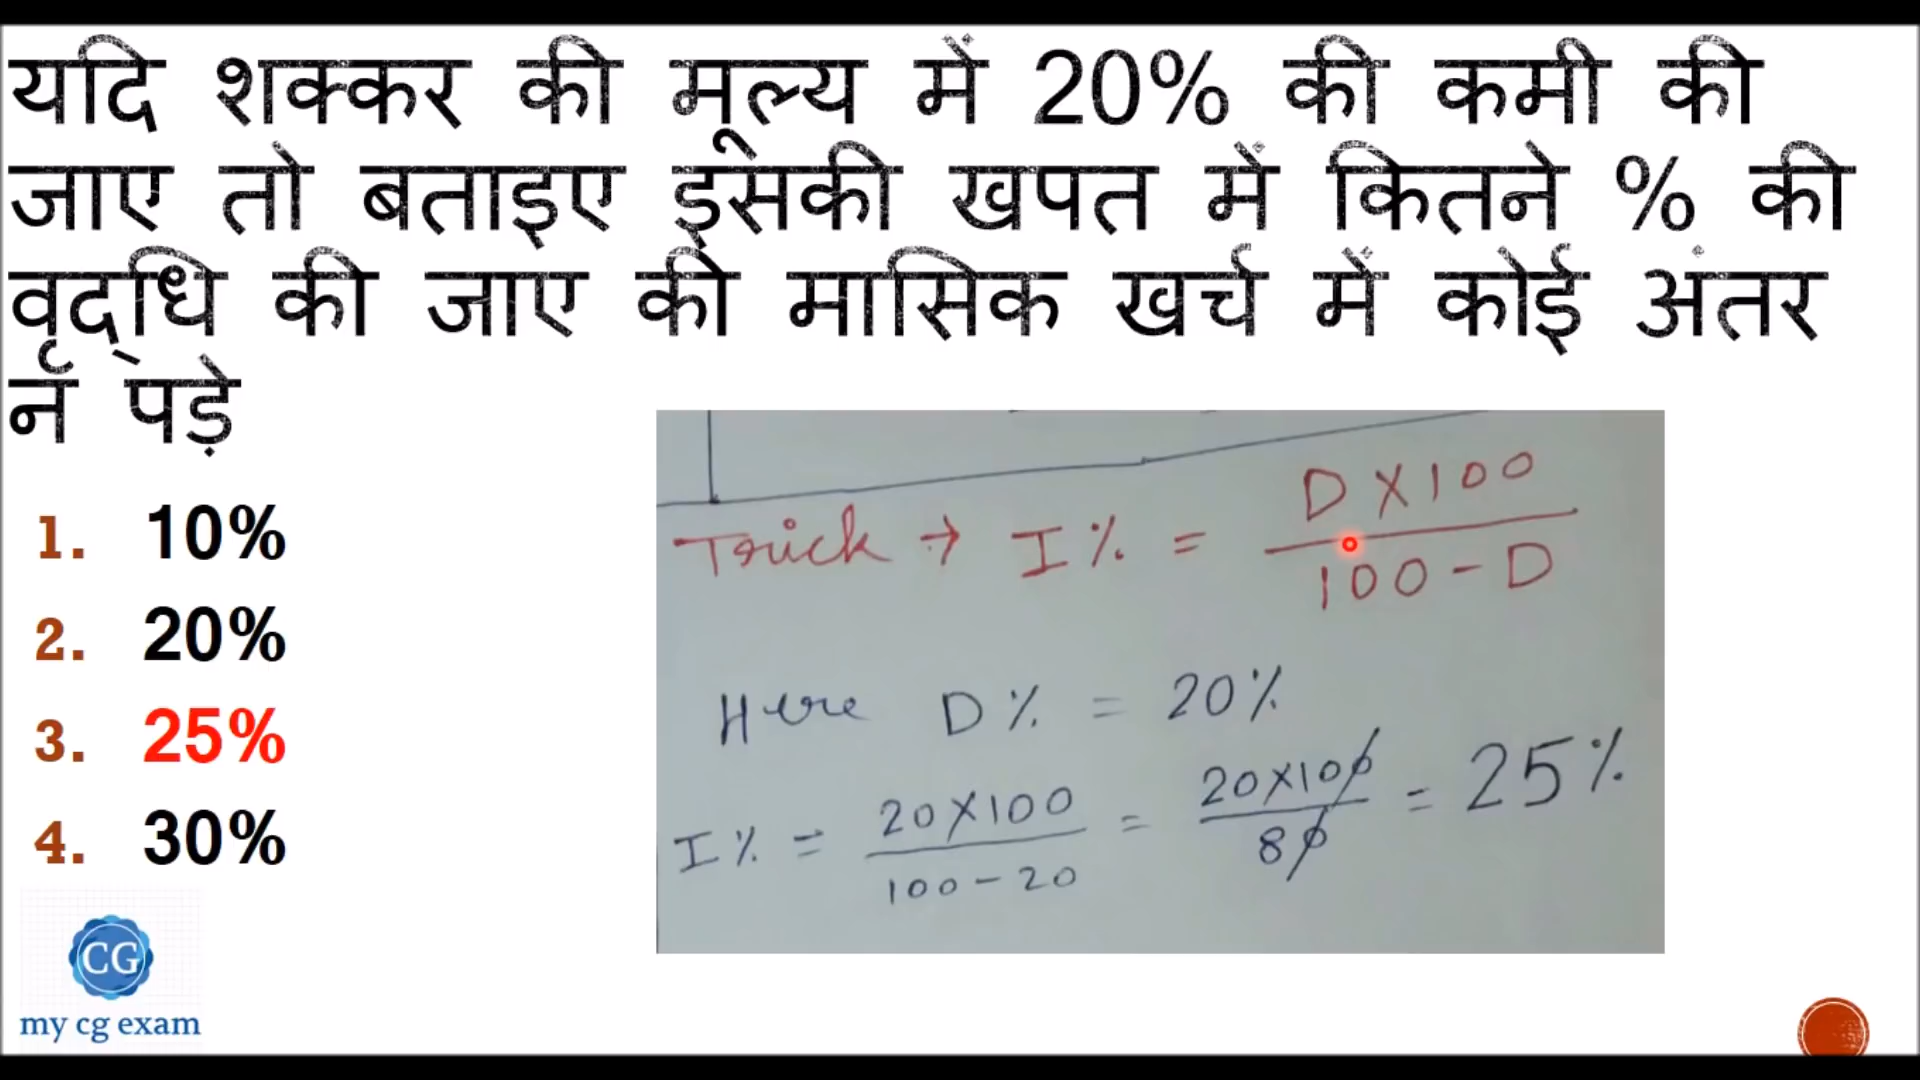 यदि शक्कर की मूल्य में 20% की कमी की
जाए तो बताइए इसकी खपत में कितने % की
वृद्धि की जाए की मासिक खर्च में कोई अंतर
न पड़े
1. 10%
2. 20%
3. 25%
4. 30%
Trick → I% = D X 100 / 100 - D
Here D% = 20%
I% = 20 X 100 / 100 - 20 = 20 X 100 / 80 = 25%
CG
my cg exam